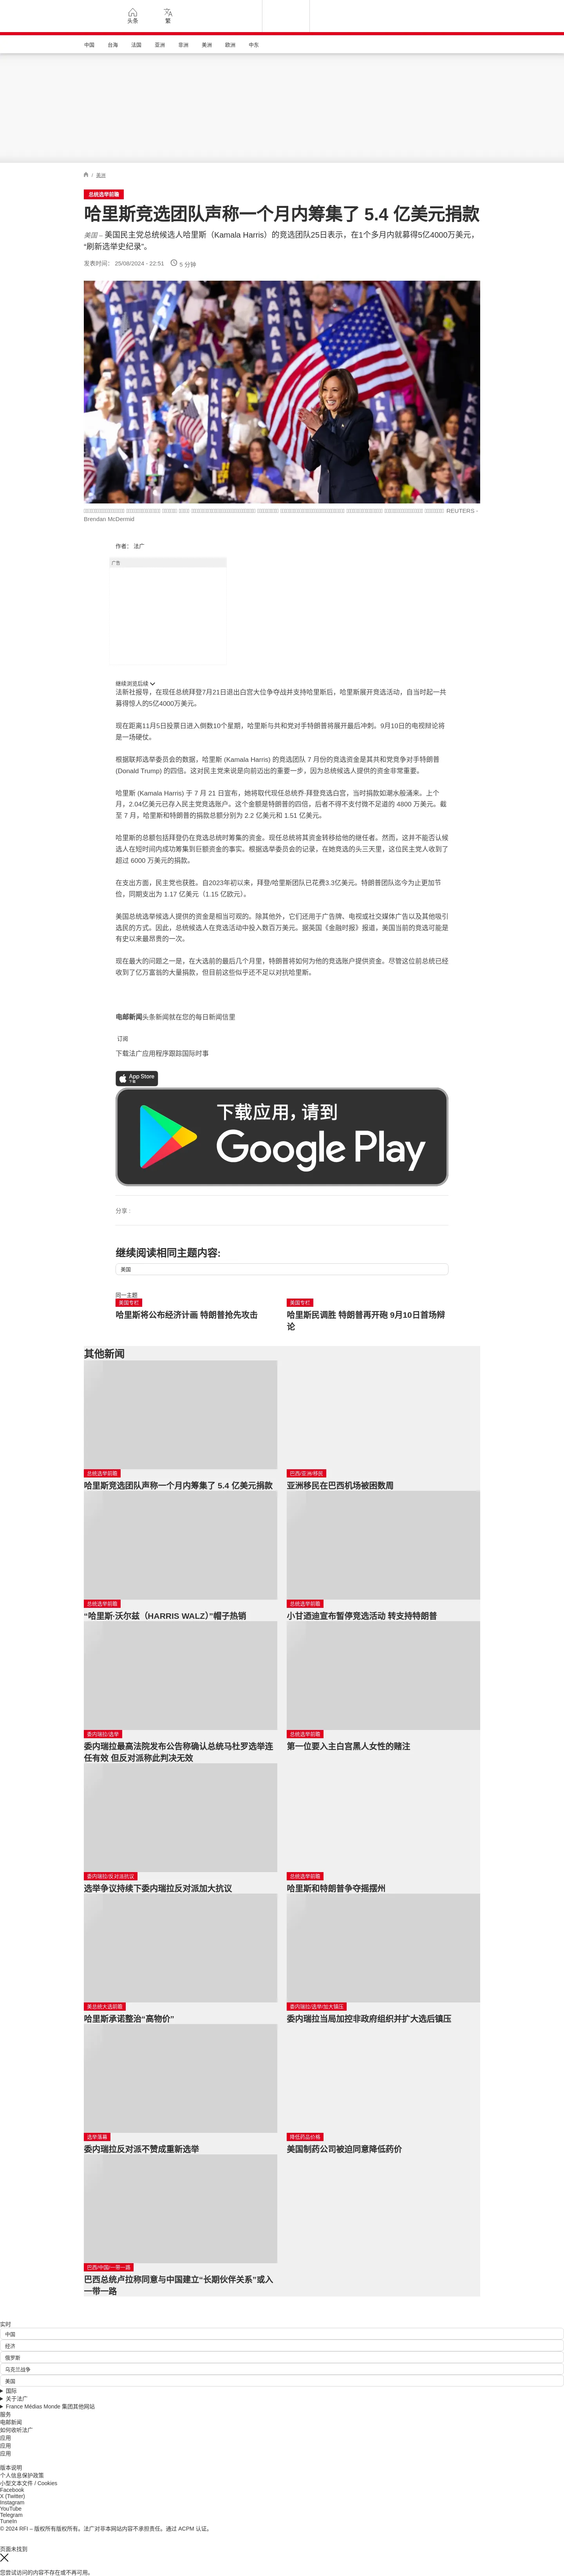 头条
繁
中国 台海 法国 亚洲 非洲 美洲 欧洲 中东
/ 美洲
总统选举前瞻
哈里斯竞选团队声称一个月内筹集了 5.4 亿美元捐款
美国 – 美国民主党总统候选人哈里斯（Kamala Harris）的竞选团队25日表示，在1个多月内就募得5亿4000万美元，
“刷新选举史纪录”。
发表时间： 25/08/2024 - 22:51 5 分钟
REUTERS -
Brendan McDermid
作者： 法广
广告
继续浏览后续
法新社报导，在现任总统拜登7月21日退出白宫大位争夺战并支持哈里斯后，哈里斯展开竞选活动，自当时起一共
募得惊人的5亿4000万美元。
现在距离11月5日投票日进入倒数10个星期，哈里斯与共和党对手特朗普将展开最后冲刺。9月10日的电视辩论将
是一场硬仗。
根据联邦选举委员会的数据，哈里斯 (Kamala Harris) 的竞选团队 7 月份的竞选资金是其共和党竞争对手特朗普
(Donald Trump) 的四倍。这对民主党来说是向前迈出的重要一步，因为总统候选人提供的资金非常重要。
哈里斯 (Kamala Harris) 于 7 月 21 日宣布，她将取代现任总统乔·拜登竞选白宫，当时捐款如潮水般涌来。上个
月，2.04亿美元已存入民主党竞选账户。这个金额是特朗普的四倍，后者不得不支付微不足道的 4800 万美元。截
至 7 月，哈里斯和特朗普的捐款总额分别为 2.2 亿美元和 1.51 亿美元。
哈里斯的总额包括拜登仍在竞选总统时筹集的资金。现任总统将其资金转移给他的继任者。然而，这并不能否认候
选人在短时间内成功筹集到巨额资金的事实。根据选举委员会的记录，在她竞选的头三天里，这位民主党人收到了
超过 6000 万美元的捐款。
在支出方面，民主党也获胜。自2023年初以来，拜登/哈里斯团队已花费3.3亿美元。特朗普团队迄今为止更加节
俭，同期支出为 1.17 亿美元（1.15 亿欧元）。
美国总统选举候选人提供的资金是相当可观的。除其他外，它们还用于广告牌、电视或社交媒体广告以及其他吸引
选民的方式。因此，总统候选人在竞选活动中投入数百万美元。据英国《金融时报》报道，美国当前的竞选可能是
有史以来最昂贵的一次。
现在最大的问题之一是，在大选前的最后几个月里，特朗普将如何为他的竞选账户提供资金。尽管这位前总统已经
收到了亿万富翁的大量捐款，但目前这些似乎还不足以对抗哈里斯。
电邮新闻头条新闻就在您的每日新闻信里
订阅
下载法广应用程序跟踪国际时事
App Store
下载
下载应用，请到
Google Play
分享 :
继续阅读相同主题内容:
美国
同一主题
美国专栏
哈里斯将公布经济计画 特朗普抢先攻击
美国专栏
哈里斯民调胜 特朗普再开砲 9月10日首场辩
论
其他新闻
总统选举前瞻
哈里斯竞选团队声称一个月内筹集了 5.4 亿美元捐款
巴西/亚洲/移民
亚洲移民在巴西机场被困数周
总统选举前瞻
“哈里斯·沃尔兹（HARRIS WALZ）”帽子热销
总统选举前瞻
小甘迺迪宣布暂停竞选活动 转支持特朗普
委内瑞拉/选举
委内瑞拉最高法院发布公告称确认总统马杜罗选举连
任有效 但反对派称此判决无效
总统选举前瞻
第一位要入主白宫黑人女性的赌注
委内瑞拉/反对派抗议
选举争议持续下委内瑞拉反对派加大抗议
总统选举前瞻
哈里斯和特朗普争夺摇摆州
美总统大选前瞻
哈里斯承诺整治“高物价”
委内瑞拉/选举/加大镇压
委内瑞拉当局加控非政府组织并扩大选后镇压
选举落幕
委内瑞拉反对派不赞成重新选举
降低药品价格
美国制药公司被迫同意降低药价
巴西/中国/一带一路
巴西总统卢拉称同意与中国建立“长期伙伴关系”或入
一带一路
实时
中国
经济
俄罗斯
乌克兰战争
美国
国际
关于法广
France Médias Monde 集团其他网站
服务
电邮新闻
如何收听法广
应用
应用
应用
版本说明
个人信息保护政策
小型文本文件 / Cookies
Facebook
X (Twitter)
Instagram
YouTube
Telegram
TuneIn
© 2024 RFI – 版权所有版权所有。法广对非本网站内容不承担责任。通过 ACPM 认证。
页面未找到
您尝试访问的内容不存在或不再可用。